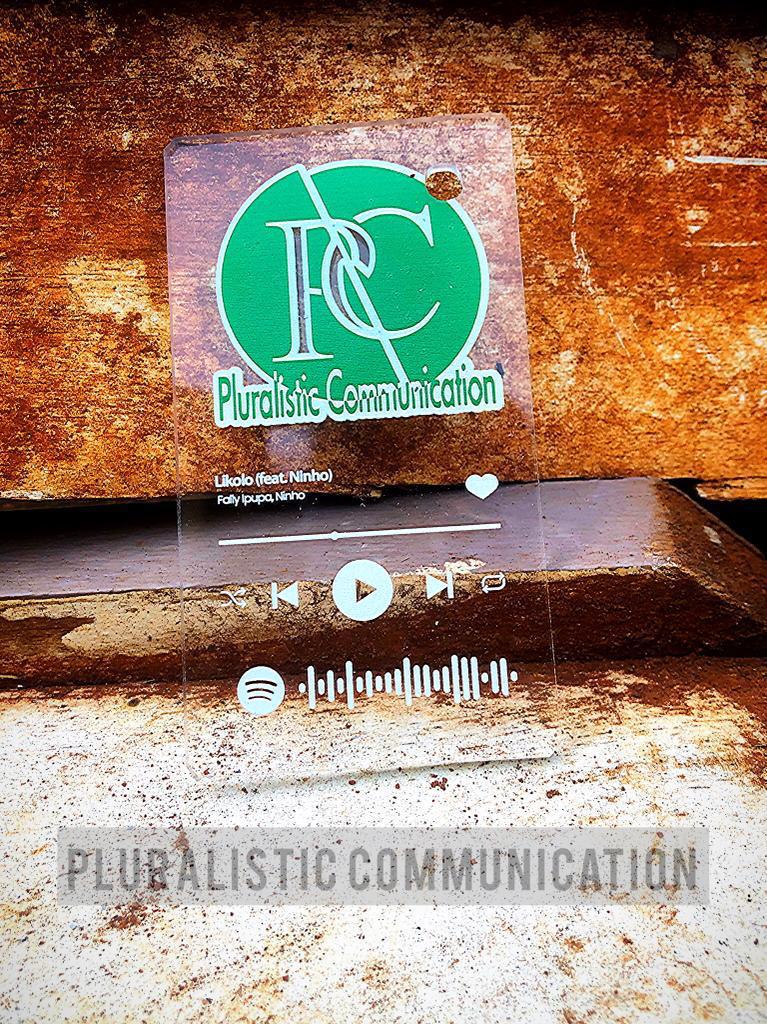 PC
Pluralistic Communication
Likolo (feat. Ninho)
Fally Ipupa, Ninho
PLURALISTIC COMMUNICATION